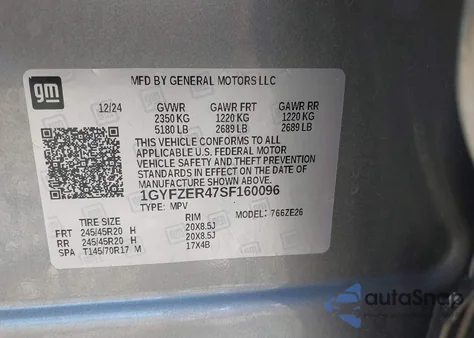 gm
MFD BY GENERAL MOTORS LLC
12/24 GVWR GAWR FRT GAWR RR
2350 KG 1220 KG 1220 KG
5180 LB 2689 LB 2689 LB
THIS VEHICLE CONFORMS TO ALL
APPLICABLE U.S. FEDERAL MOTOR
VEHICLE SAFETY AND THEFT PREVENTION
STANDARDS IN EFFECT ON THE DATE OF
MANUFACTURE SHOWN ABOVE.
1GYFZER47SF160096
TYPE: MPV MODEL: 766ZE26
TIRE SIZE RIM
FRT 245/45R20 H 20X8.5J
RR 245/45R20 H 20X8.5J
SPA T145/70R17 M 17X4B
autoSnap